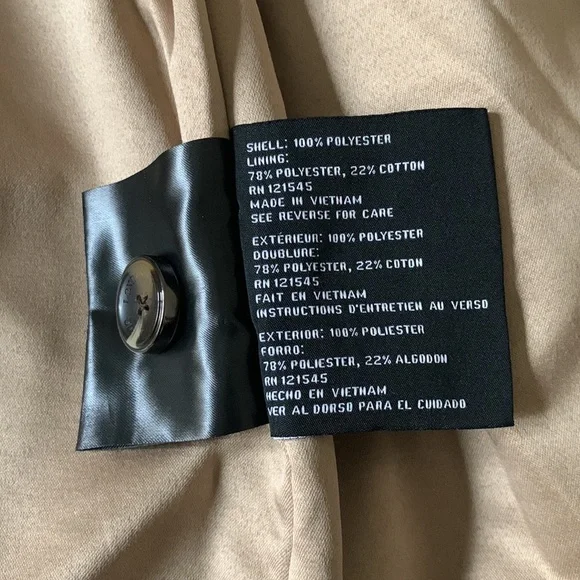 SHELL: 100% POLYESTER
LINING:
78% POLYESTER, 22% COTTON
RN 121545
MADE IN VIETNAM
SEE REVERSE FOR CARE
EXTÉRIEUR: 100% POLYESTER
DOUBLURE:
78% POLYESTER, 22% COTON
RN 121545
FAIT EN VIETNAM
INSTRUCTIONS D'ENTRETIEN AU VERSO
EXTERIOR: 100% POLIESTER
FORRO:
78% POLIESTER, 22% ALGODON
RN 121545
HECHO EN VIETNAM
VER AL DORSO PARA EL CUIDADO